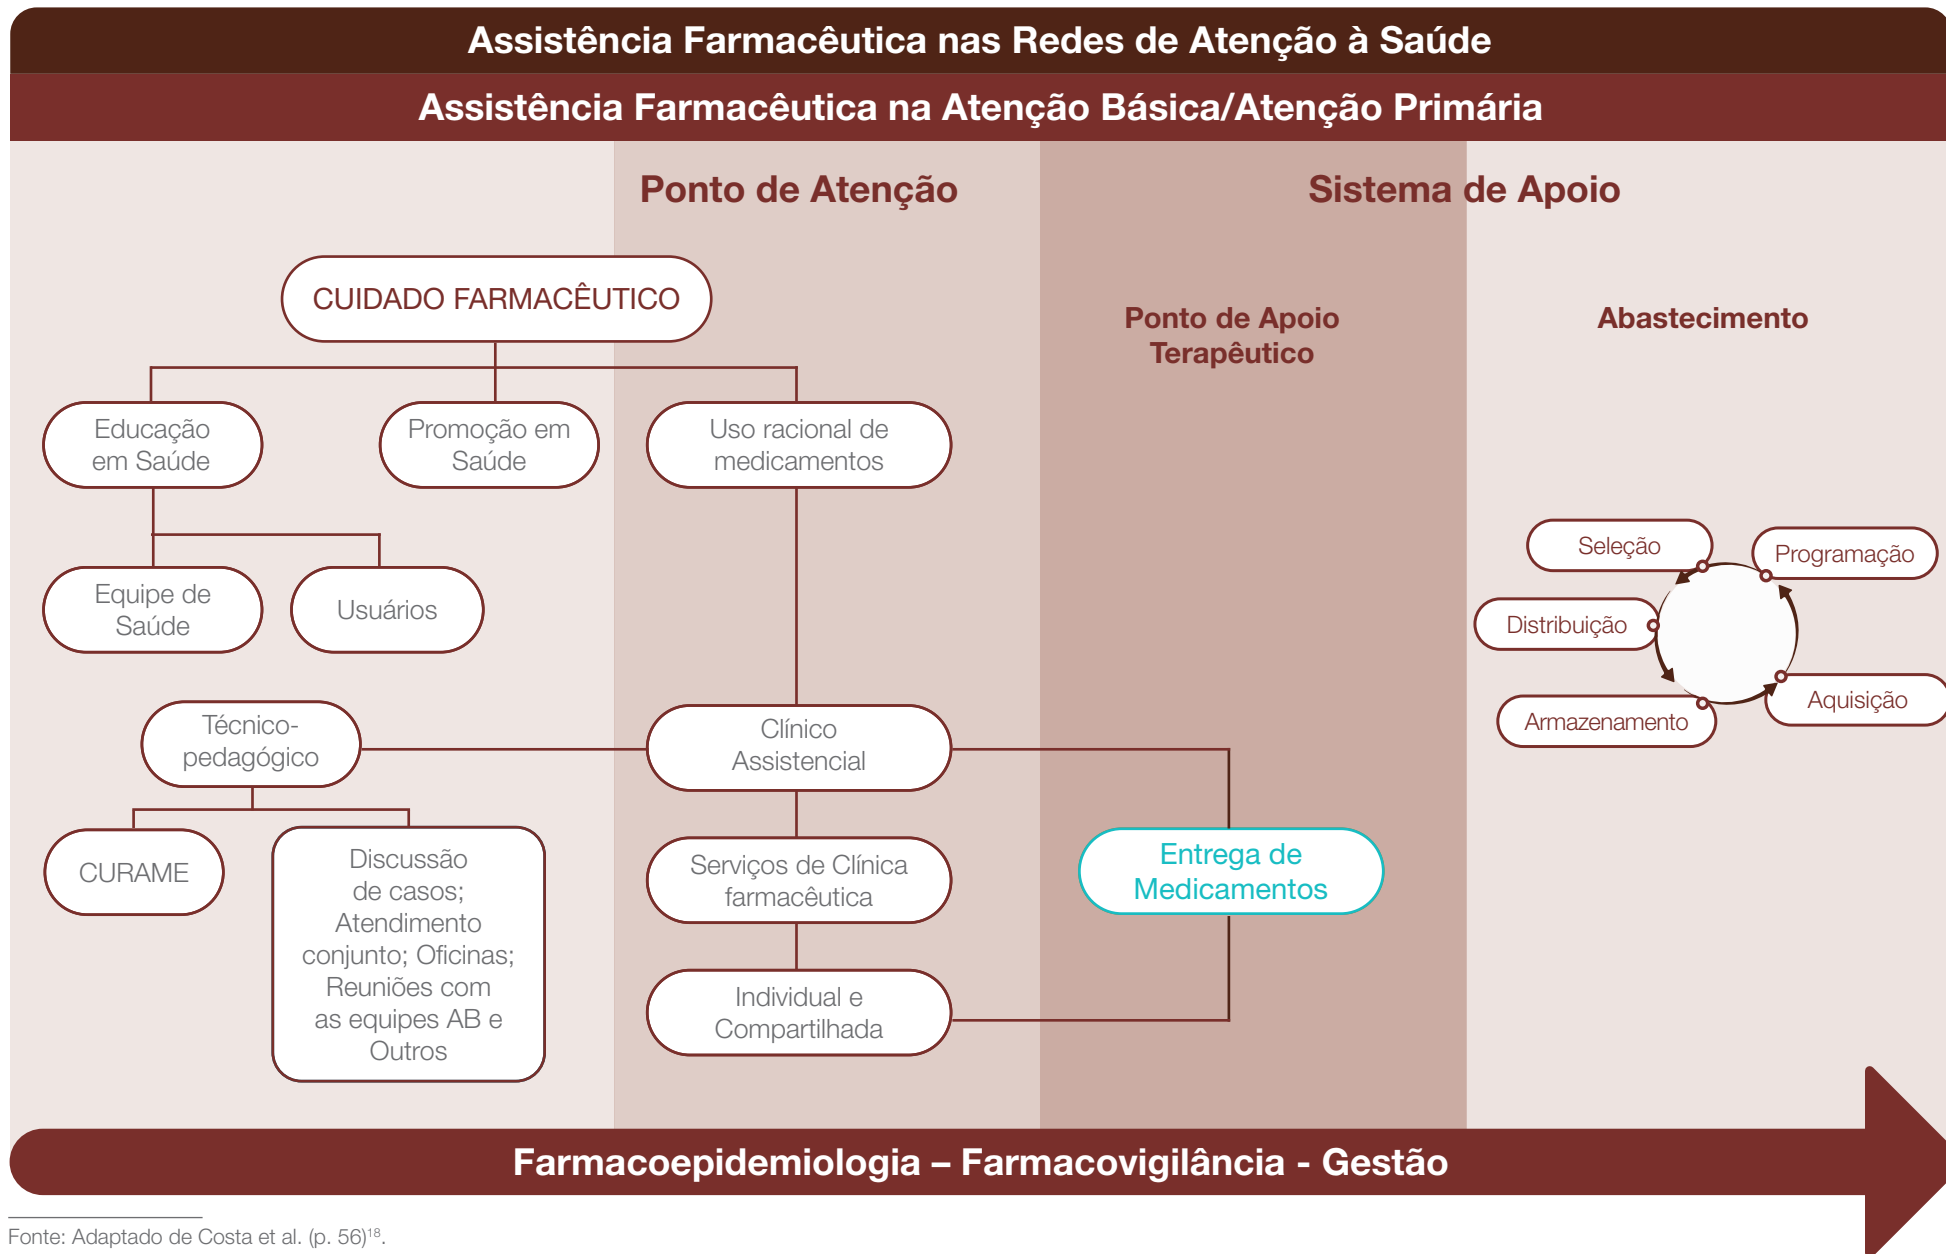 Assistência Farmacêutica nas Redes de Atenção à Saúde
Assistência Farmacêutica na Atenção Básica/Atenção Primária
Ponto de Atenção
Sistema de Apoio
CUIDADO FARMACÊUTICO
Ponto de Apoio
Terapêutico
Abastecimento
Educação
em Saúde
Promoção em
Saúde
Uso racional de
medicamentos
Equipe de
Saúde
Usuários
Seleção
Programação
Distribuição
Armazenamento
Aquisição
Técnico-
pedagógico
Clínico
Assistencial
CURAME
Discussão
de casos;
Atendimento
conjunto; Oficinas;
Reuniões com
as equipes AB e
Outros
Serviços de Clínica
farmacêutica
Entrega de
Medicamentos
Individual e
Compartilhada
Farmacoepidemiologia – Farmacovigilância - Gestão
Fonte: Adaptado de Costa et al. (p. 56)¹⁸.